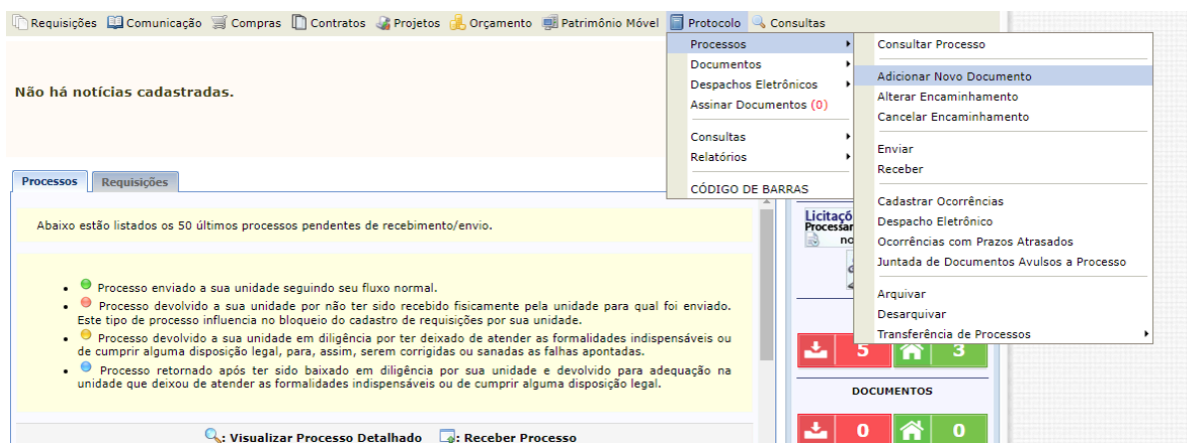 Requisições Comunicação Compras Contratos Projetos Orçamento Patrimônio Móvel Protocolo Consultas
Processos
Documentos
Despachos Eletrônicos
Assinar Documentos (0)
Consultas
Relatórios
CÓDIGO DE BARRAS
Consultar Processo
Adicionar Novo Documento
Alterar Encaminhamento
Cancelar Encaminhamento
Enviar
Receber
Cadastrar Ocorrências
Despacho Eletrônico
Ocorrências com Prazos Atrasados
Juntada de Documentos Avulsos a Processo
Arquivar
Desarquivar
Transferência de Processos
Não há notícias cadastradas.
Processos Requisições
Abaixo estão listados os 50 últimos processos pendentes de recebimento/envio.
Processo enviado a sua unidade seguindo seu fluxo normal.
Processo devolvido a sua unidade por não ter sido recebido fisicamente pela unidade para qual foi enviado.
Este tipo de processo influencia no bloqueio do cadastro de requisições por sua unidade.
Processo devolvido a sua unidade em diligência por ter deixado de atender as formalidades indispensáveis ou
de cumprir alguma disposição legal, para, assim, serem corrigidas ou sanadas as falhas apontadas.
Processo retornado após ter sido baixado em diligência por sua unidade e devolvido para adequação na
unidade que deixou de atender as formalidades indispensáveis ou de cumprir alguma disposição legal.
: Visualizar Processo Detalhado : Receber Processo
5 3
DOCUMENTOS
0 0